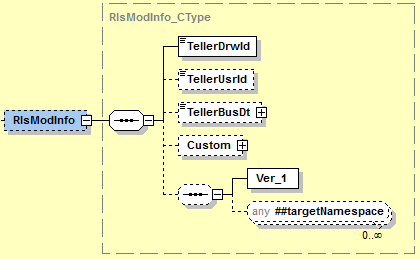 RlsModInfo_CType
TellerDrwId
TellerUsrId
TellerBusDt
RlsModInfo
Custom
Ver_1
any ##targetNamespace
0..∞